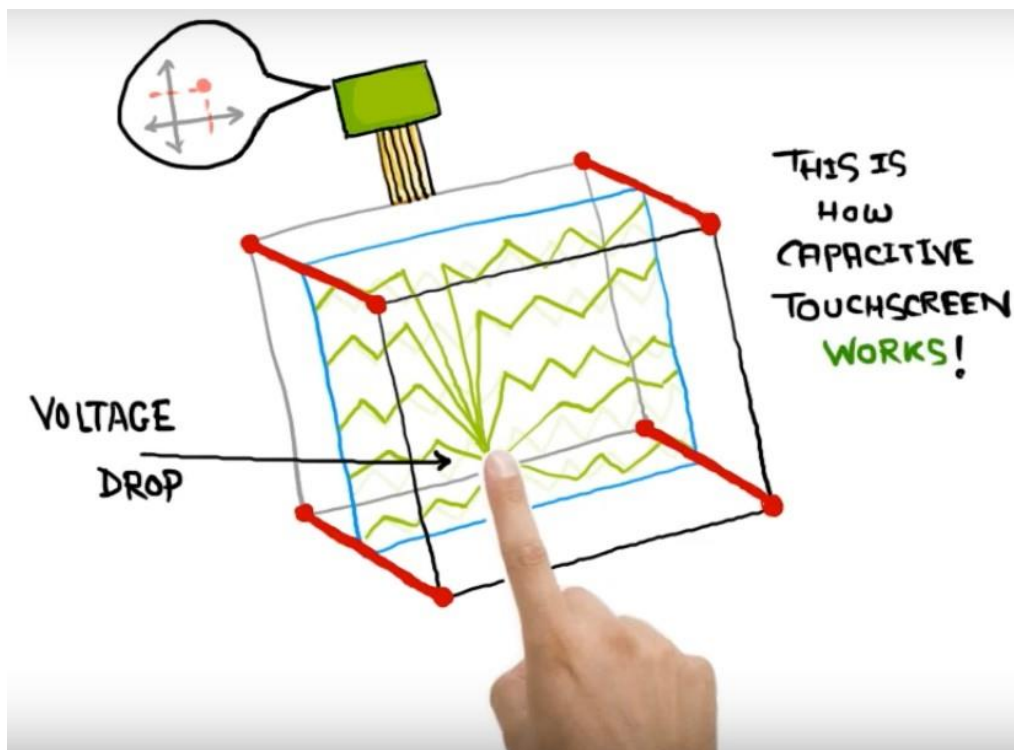 THIS IS
HOW
CAPACITIVE
TOUCHSCREEN
WORKS!
VOLTAGE
DROP